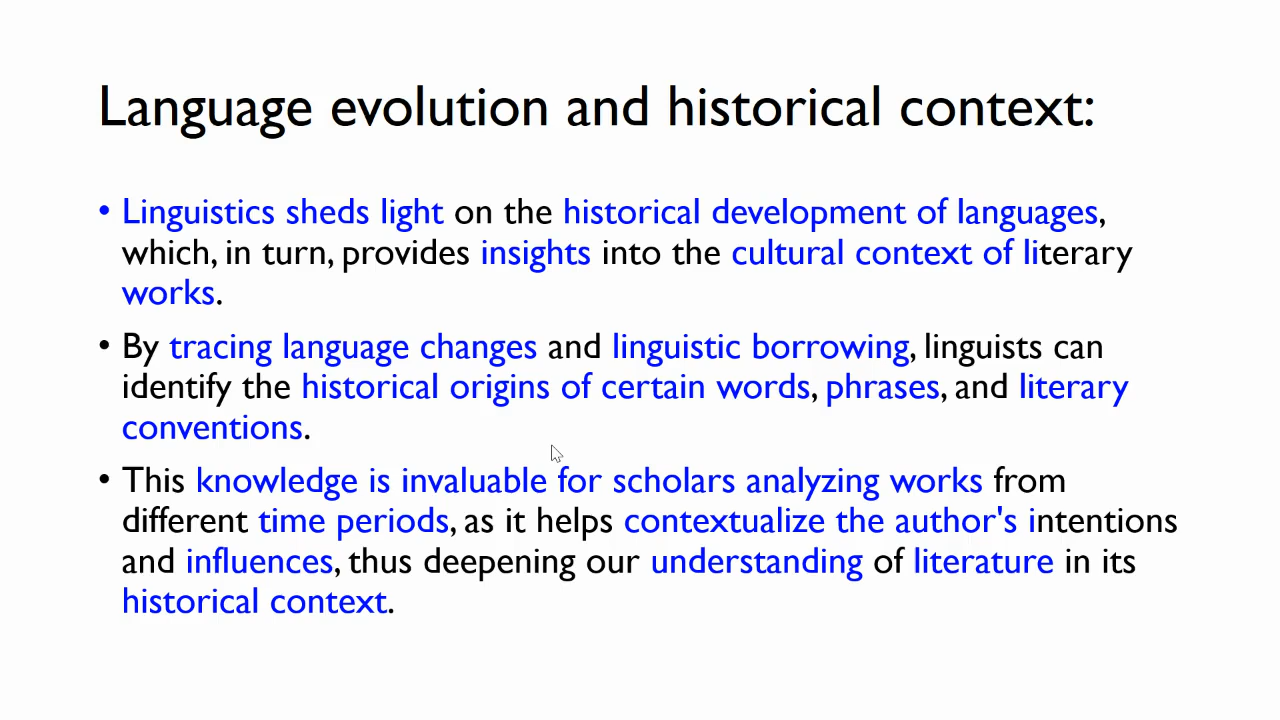 Language evolution and historical context:
• Linguistics sheds light on the historical development of languages,
which, in turn, provides insights into the cultural context of literary
works.
• By tracing language changes and linguistic borrowing, linguists can
identify the historical origins of certain words, phrases, and literary
conventions.
• This knowledge is invaluable for scholars analyzing works from
different time periods, as it helps contextualize the author's intentions
and influences, thus deepening our understanding of literature in its
historical context.